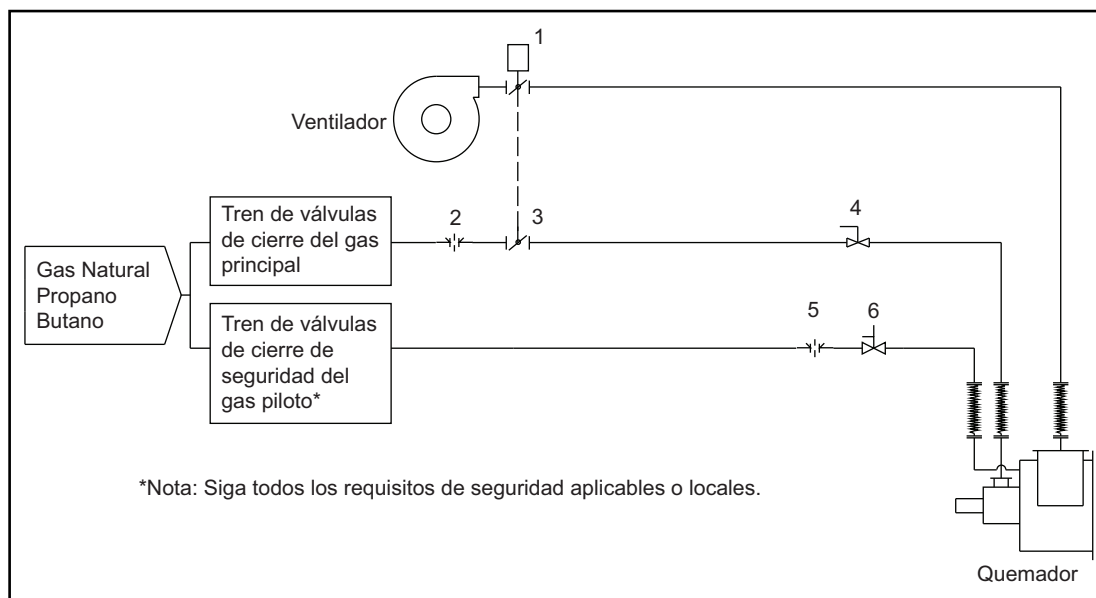 1
Ventilador
Tren de válvulas
de cierre del gas
principal
2
3
4
Gas Natural
Propano
Butano
Tren de válvulas
de cierre de
seguridad del
gas piloto*
5
6
*Nota: Siga todos los requisitos de seguridad aplicables o locales.
Quemador